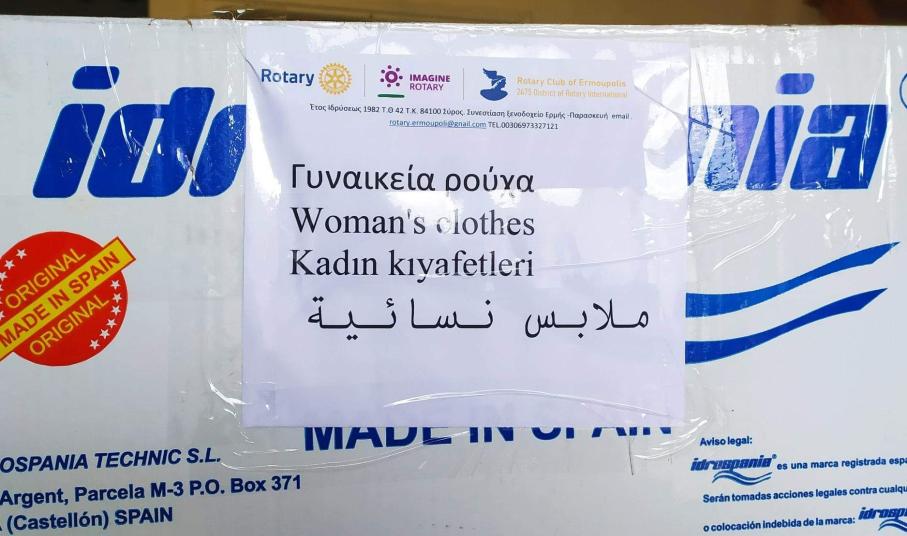 Rotary
IMAGINE
ROTARY
Rotary Club of Ermoupolis
2475 District of Rotary International
Έτος Ιδρύσεως 1982 Τ.Θ 42 Τ.Κ. 84100 Σύρος. Συνεστίαση ξενοδοχείο Ερμής -Παρασκευή email .
rotary.ermoupoli@gmail.com TEL.00306973327121
Γυναικεία ρούχα
Woman's clothes
Kadın kıyafetleri
ملابس نسائية
ORIGINAL
MADE IN SPAIN
ORIGINAL
MADE IN SPAIN
OSPANIA TECHNIC S.L.
Argent, Parcela M-3 P.O. Box 371
(Castellón) SPAIN
Aviso legal:
idrospania® es una marca registrada espa
Serán tomadas acciones legales contra cualqu
o colocación indebida de la marca: